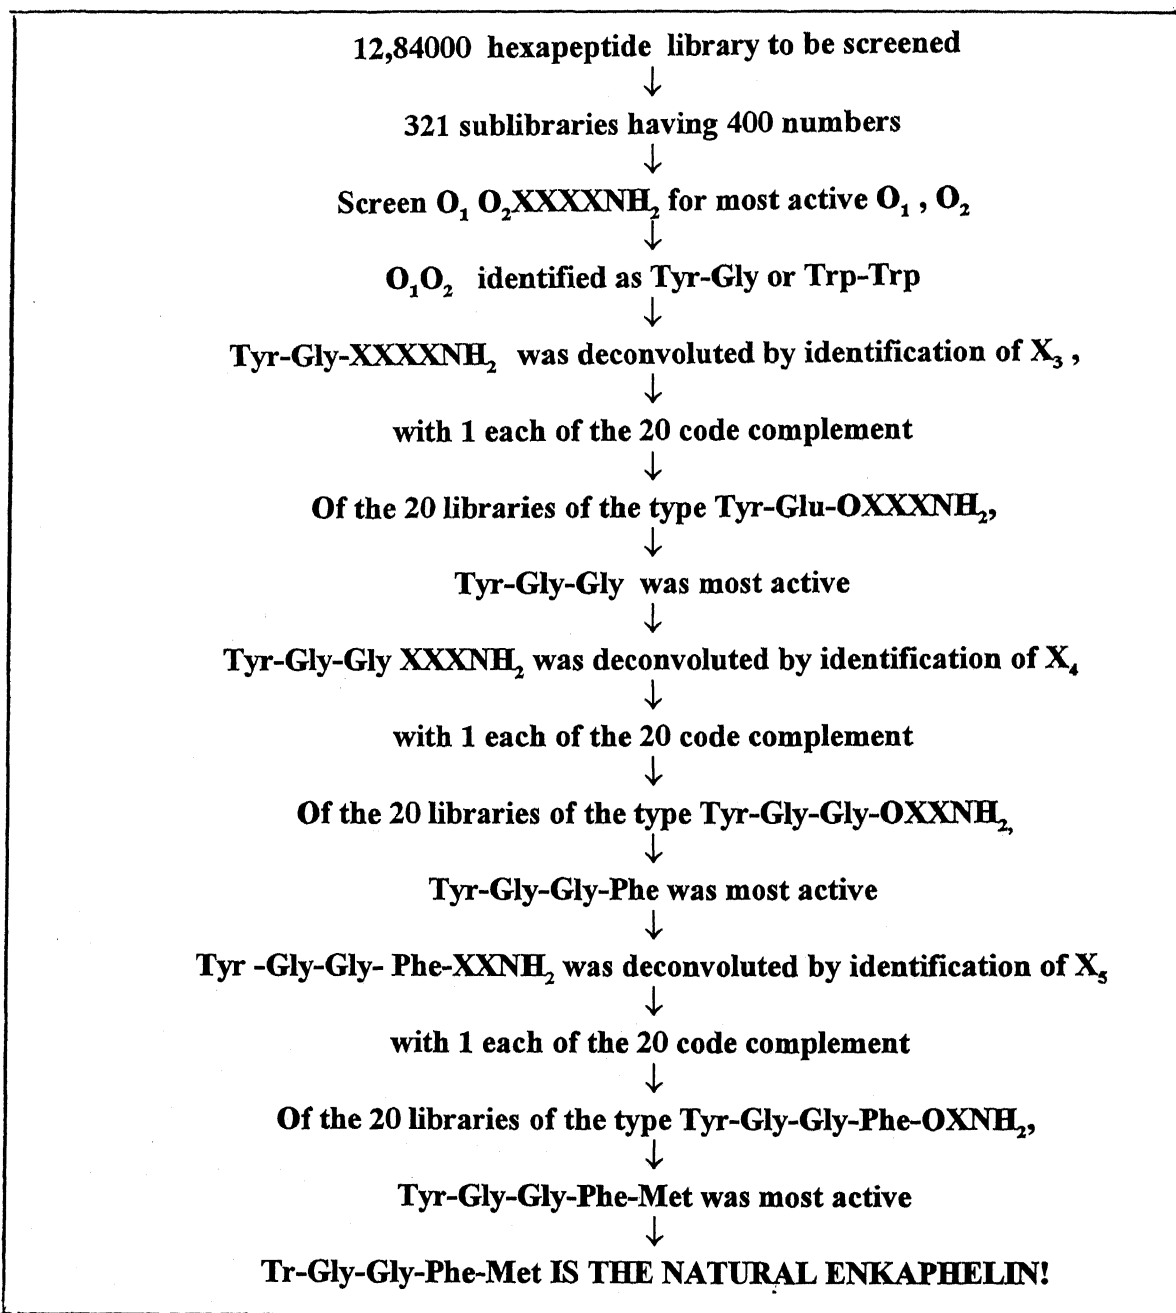 12,84000 hexapeptide library to be screened
↓
321 sublibraries having 400 numbers
↓
Screen O₁ O₂XXXXNH₂ for most active O₁ , O₂
↓
O₁O₂ identified as Tyr-Gly or Trp-Trp
↓
Tyr-Gly-XXXXNH₂ was deconvoluted by identification of X₃ ,
↓
with 1 each of the 20 code complement
↓
Of the 20 libraries of the type Tyr-Glu-OXXXNH₂,
↓
Tyr-Gly-Gly was most active
↓
Tyr-Gly-Gly XXXNH₂ was deconvoluted by identification of X₄
↓
with 1 each of the 20 code complement
↓
Of the 20 libraries of the type Tyr-Gly-Gly-OXXNH₂,
↓
Tyr-Gly-Gly-Phe was most active
↓
Tyr -Gly-Gly- Phe-XXNH₂ was deconvoluted by identification of X₅
↓
with 1 each of the 20 code complement
↓
Of the 20 libraries of the type Tyr-Gly-Gly-Phe-OXNH₂,
↓
Tyr-Gly-Gly-Phe-Met was most active
↓
Tr-Gly-Gly-Phe-Met IS THE NATURAL ENKAPHELIN!